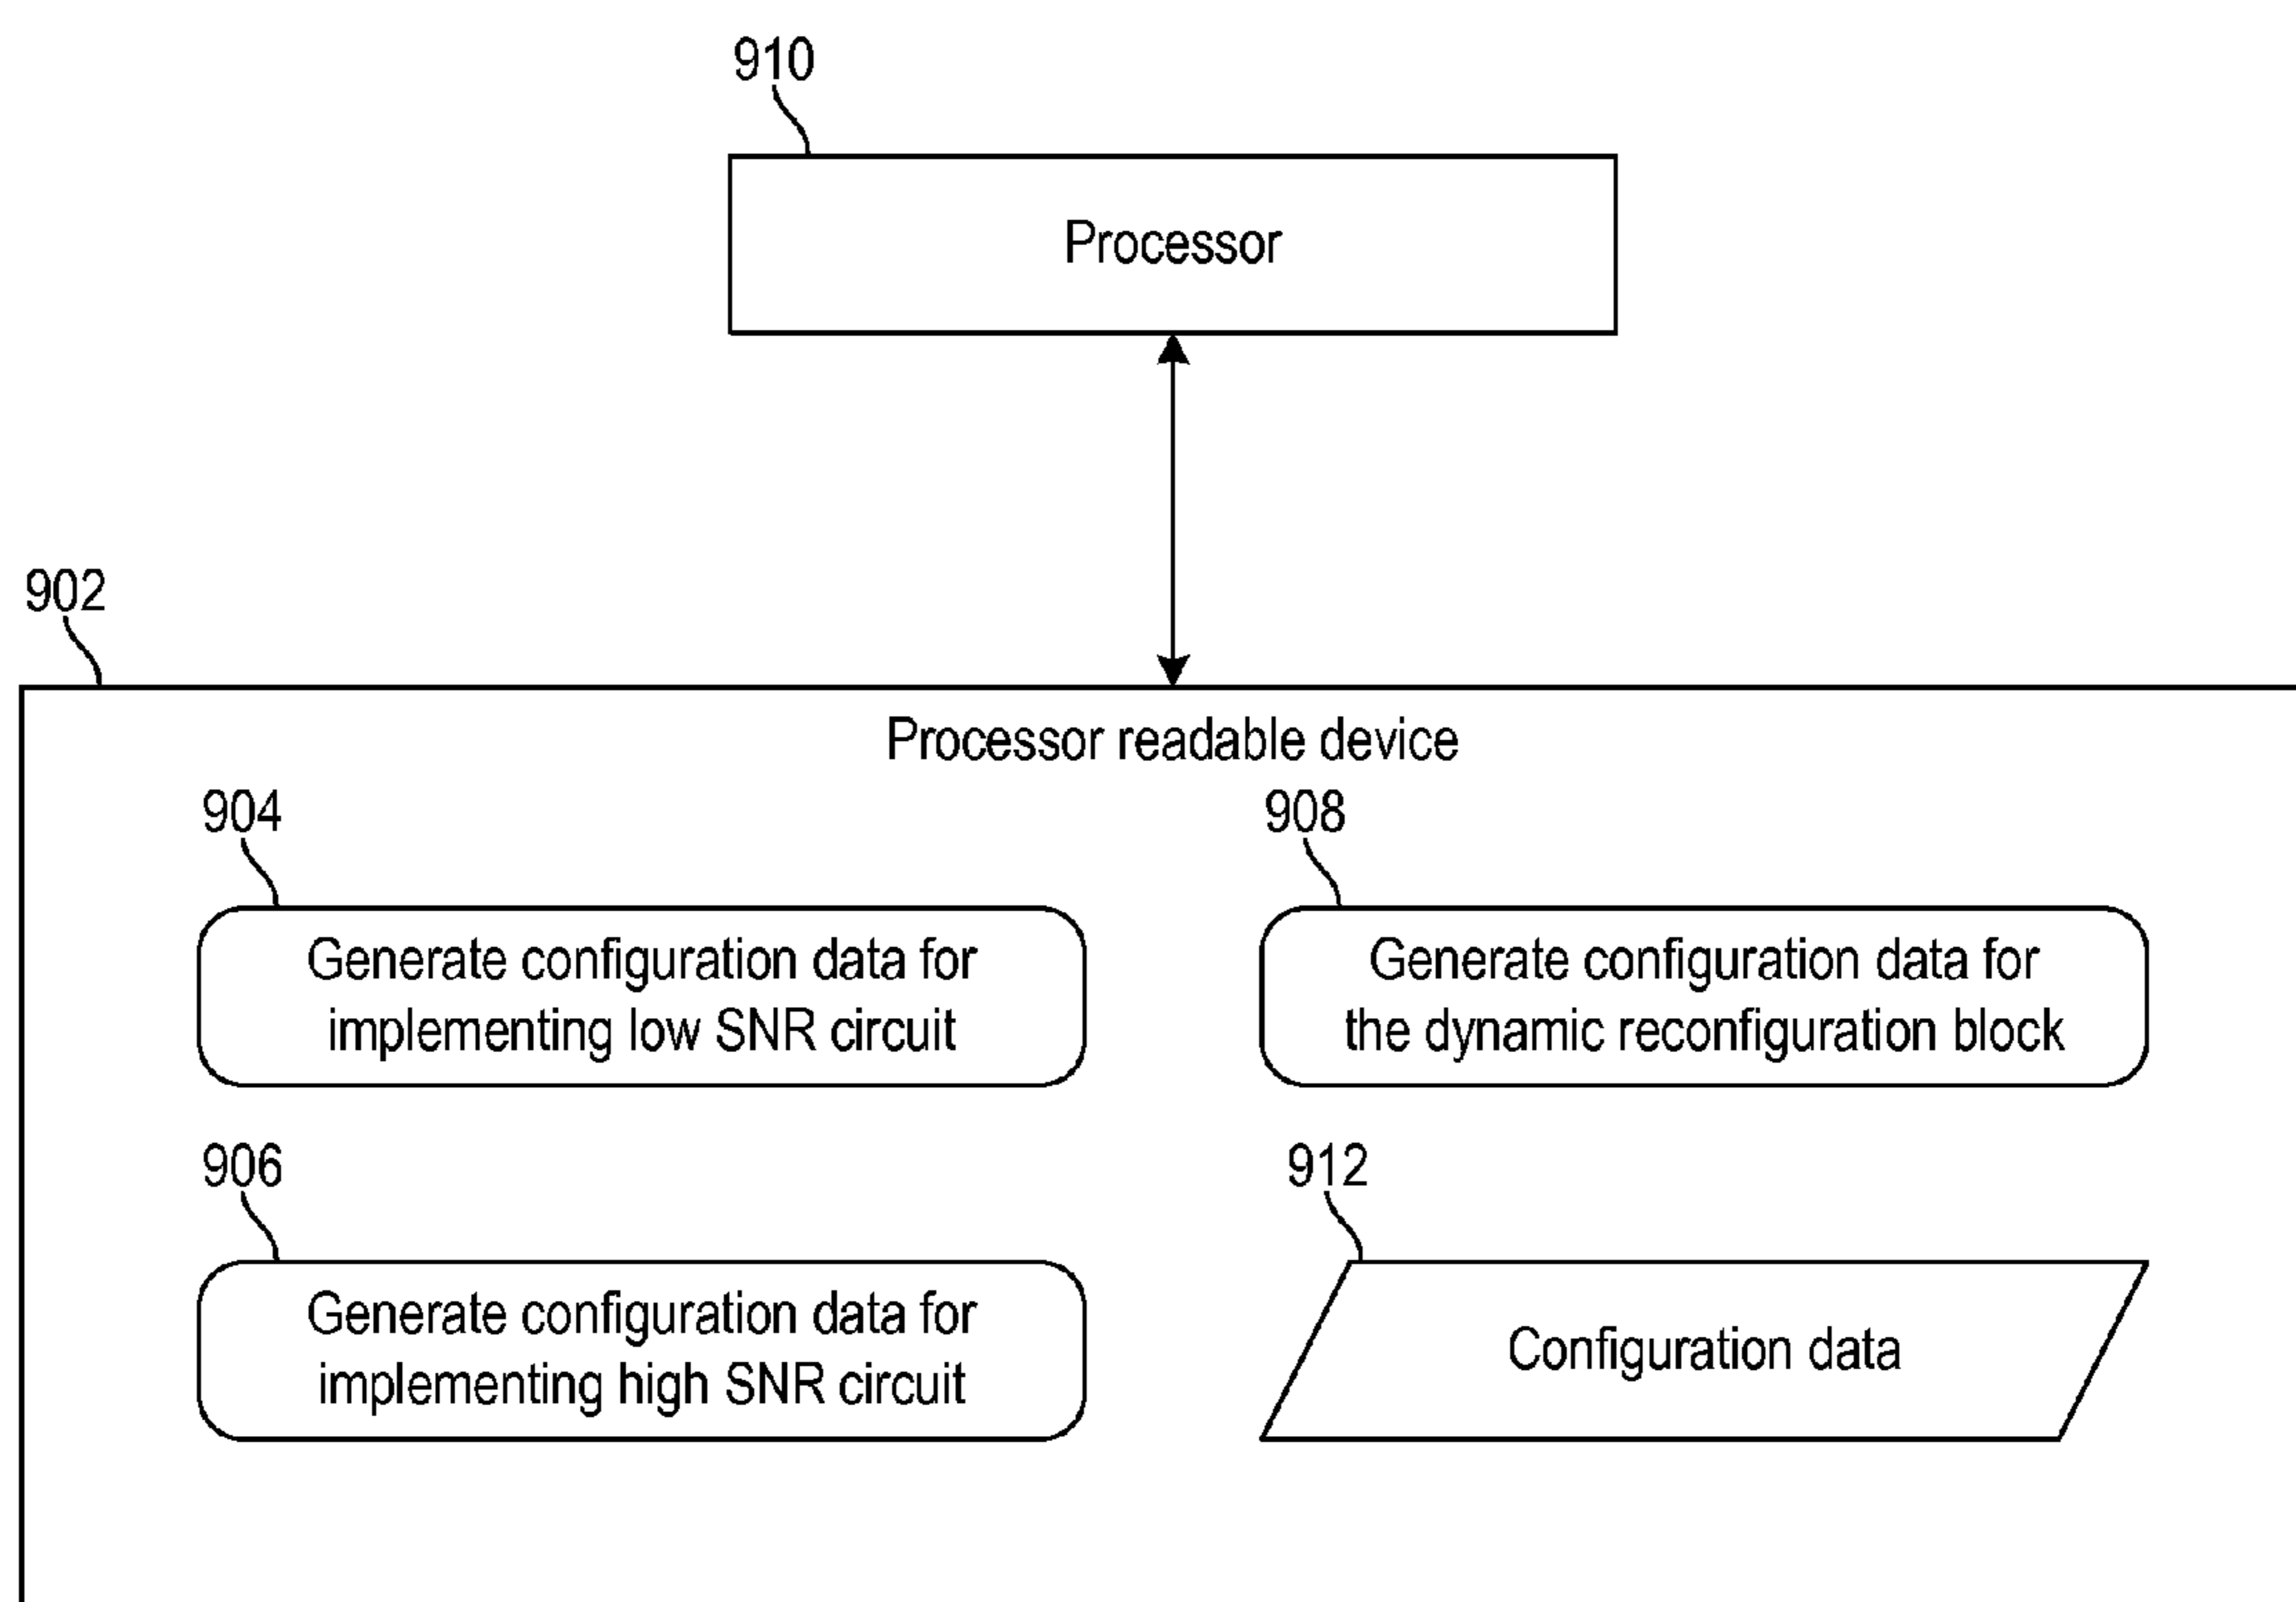 910
Processor
902
Processor readable device
904
908
Generate configuration data for
implementing low SNR circuit
Generate configuration data for
the dynamic reconfiguration block
906
912
Generate configuration data for
implementing high SNR circuit
Configuration data